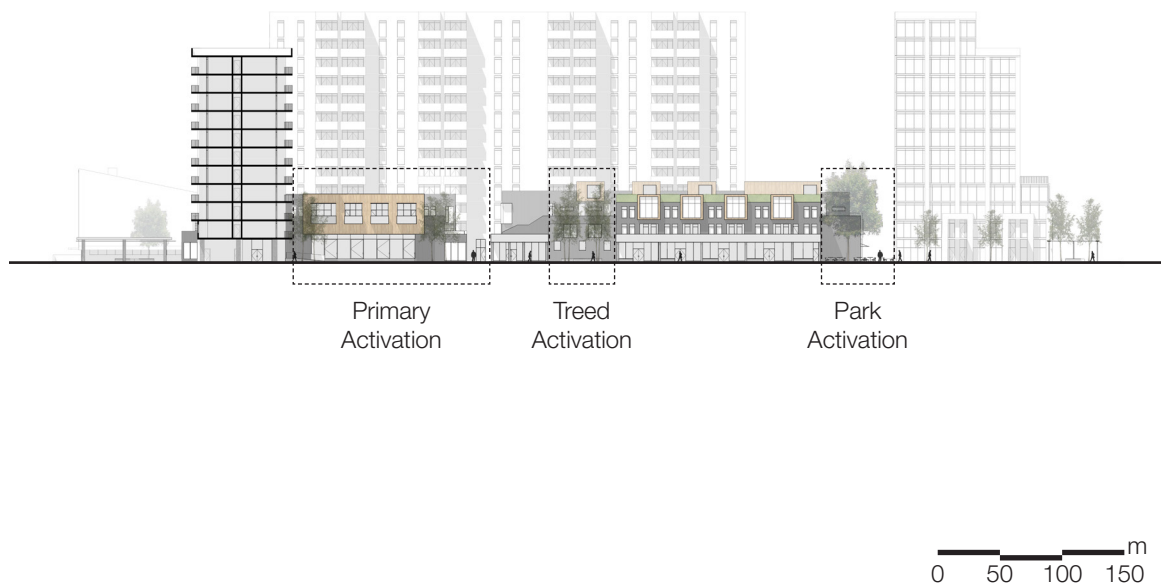 Primary
Activation
Treed
Activation
Park
Activation
m
0 50 100 150